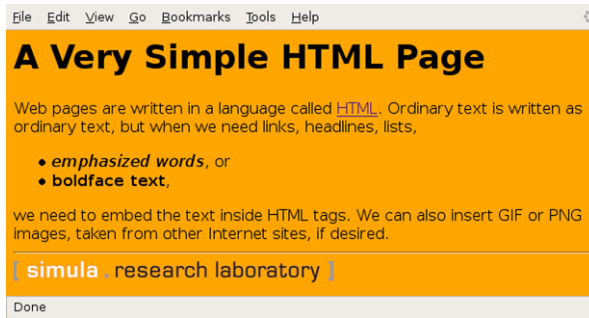 File Edit View Go Bookmarks Tools Help
A Very Simple HTML Page
Web pages are written in a language called HTML. Ordinary text is written as
ordinary text, but when we need links, headlines, lists,
• emphasized words, or
• boldface text,
we need to embed the text inside HTML tags. We can also insert GIF or PNG
images, taken from other Internet sites, if desired.
[ simula . research laboratory ]
Done